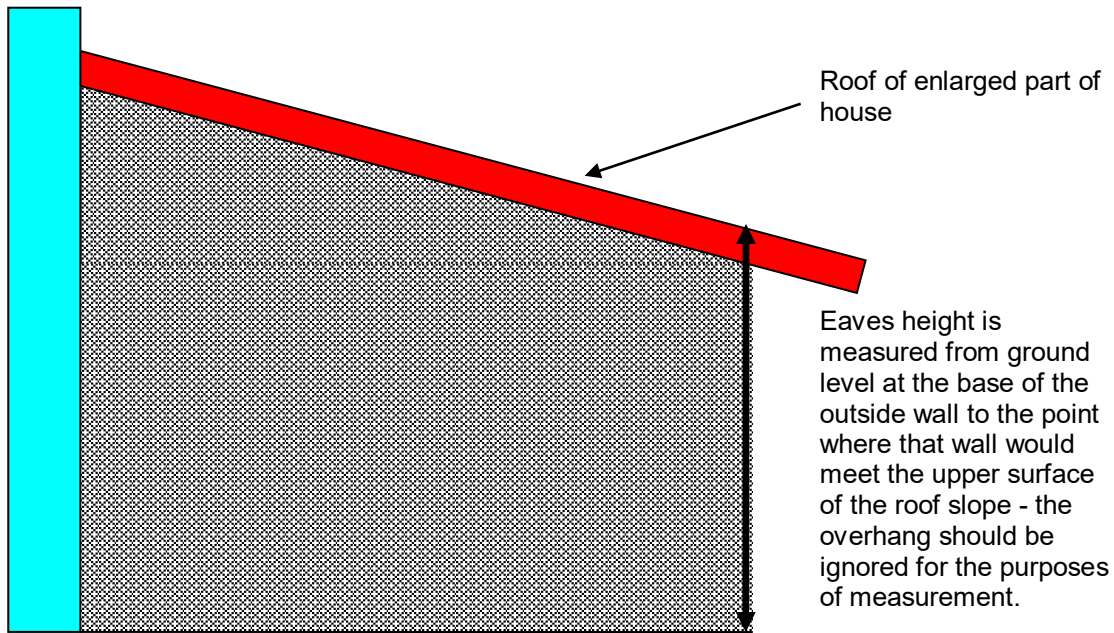 Roof of enlarged part of
house
Eaves height is
measured from ground
level at the base of the
outside wall to the point
where that wall would
meet the upper surface
of the roof slope - the
overhang should be
ignored for the purposes
of measurement.